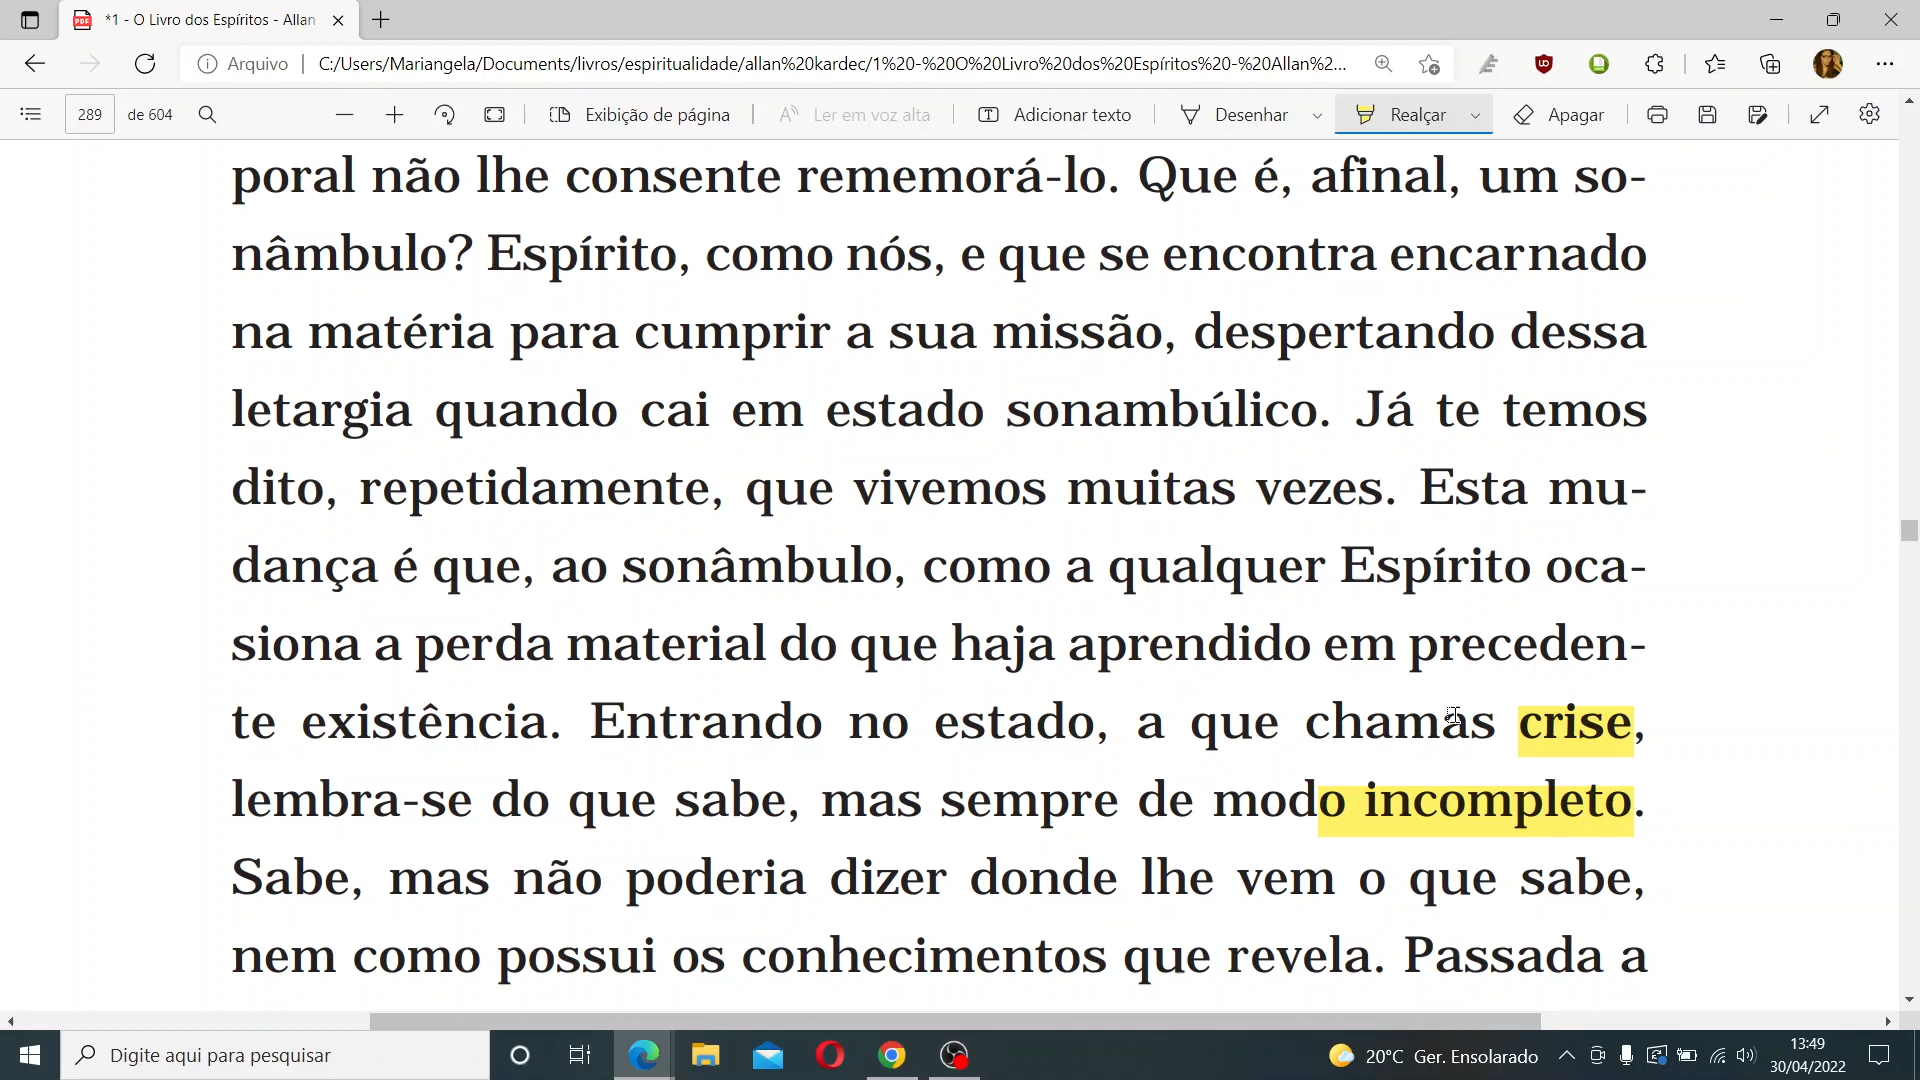 *1 - O Livro dos Espíritos - Allan
Arquivo
C:/Users/Mariangela/Documents/livros/espiritualidade/allan%20kardec/1%20-%20O%20Livro%20dos%20Espíritos%20-%20Allan%2...
289 de 604
Exibição de página
Ler em voz alta
Adicionar texto
Desenhar
Realçar
Apagar
poral não lhe consente rememorá-lo. Que é, afinal, um so-
nâmbulo? Espírito, como nós, e que se encontra encarnado
na matéria para cumprir a sua missão, despertando dessa
letargia quando cai em estado sonambúlico. Já te temos
dito, repetidamente, que vivemos muitas vezes. Esta mu-
dança é que, ao sonâmbulo, como a qualquer Espírito oca-
siona a perda material do que haja aprendido em preceden-
te existência. Entrando no estado, a que chamas crise,
lembra-se do que sabe, mas sempre de modo incompleto.
Sabe, mas não poderia dizer donde lhe vem o que sabe,
nem como possui os conhecimentos que revela. Passada a
Digite aqui para pesquisar
20°C Ger. Ensolarado
13:49
30/04/2022